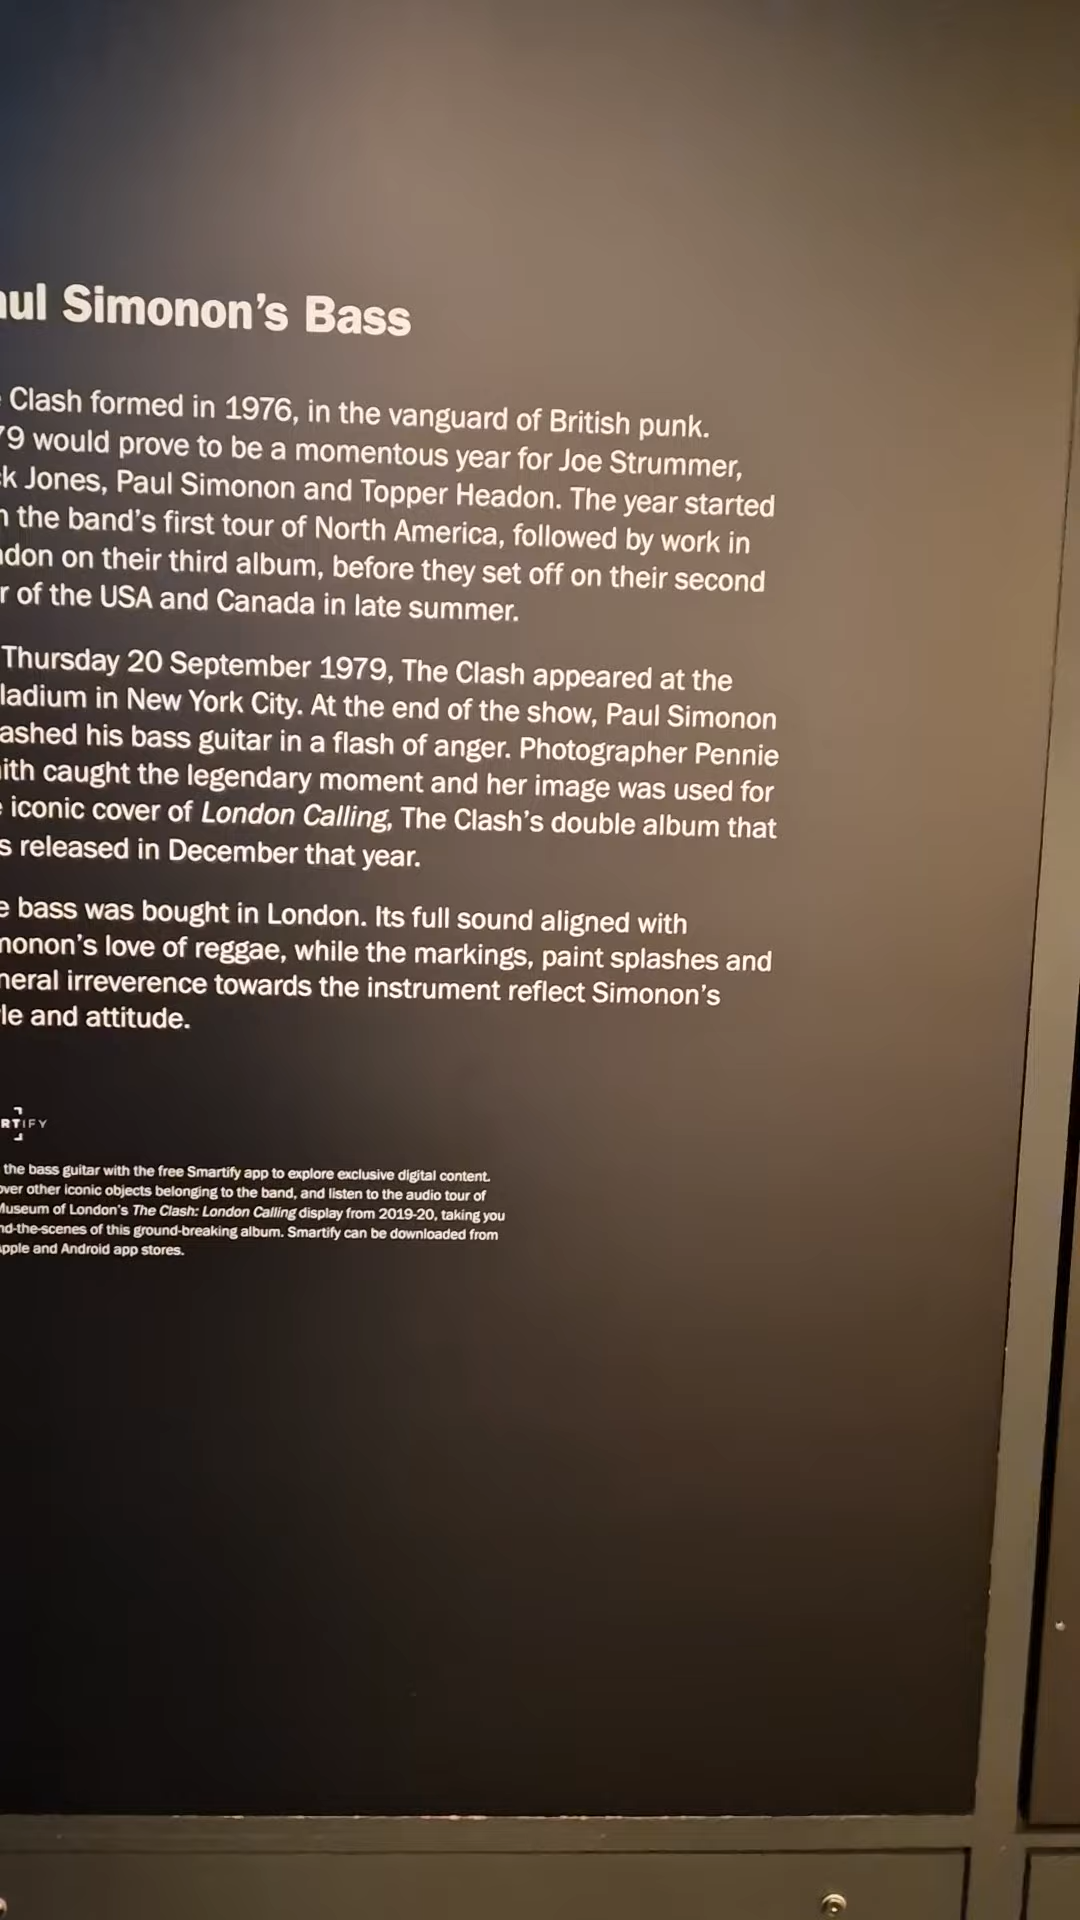 aul Simonon's Bass
Clash formed in 1976, in the vanguard of British punk.
79 would prove to be a momentous year for Joe Strummer,
k Jones, Paul Simonon and Topper Headon. The year started
the band's first tour of North America, followed by work in
don on their third album, before they set off on their second
r of the USA and Canada in late summer.
Thursday 20 September 1979, The Clash appeared at the
lladium in New York City. At the end of the show, Paul Simonon
ashed his bass guitar in a flash of anger. Photographer Pennie
ith caught the legendary moment and her image was used for
iconic cover of London Calling, The Clash's double album that
s released in December that year.
e bass was bought in London. Its full sound aligned with
monon's love of reggae, while the markings, paint splashes and
neral irreverence towards the instrument reflect Simonon's
le and attitude.
RTIFY
the bass guitar with the free Smartify app to explore exclusive digital content.
over other iconic objects belonging to the band, and listen to the audio tour of
Museum of London's The Clash: London Calling display from 2019-20, taking you
nd-the-scenes of this ground-breaking album. Smartify can be downloaded from
Apple and Android app stores.